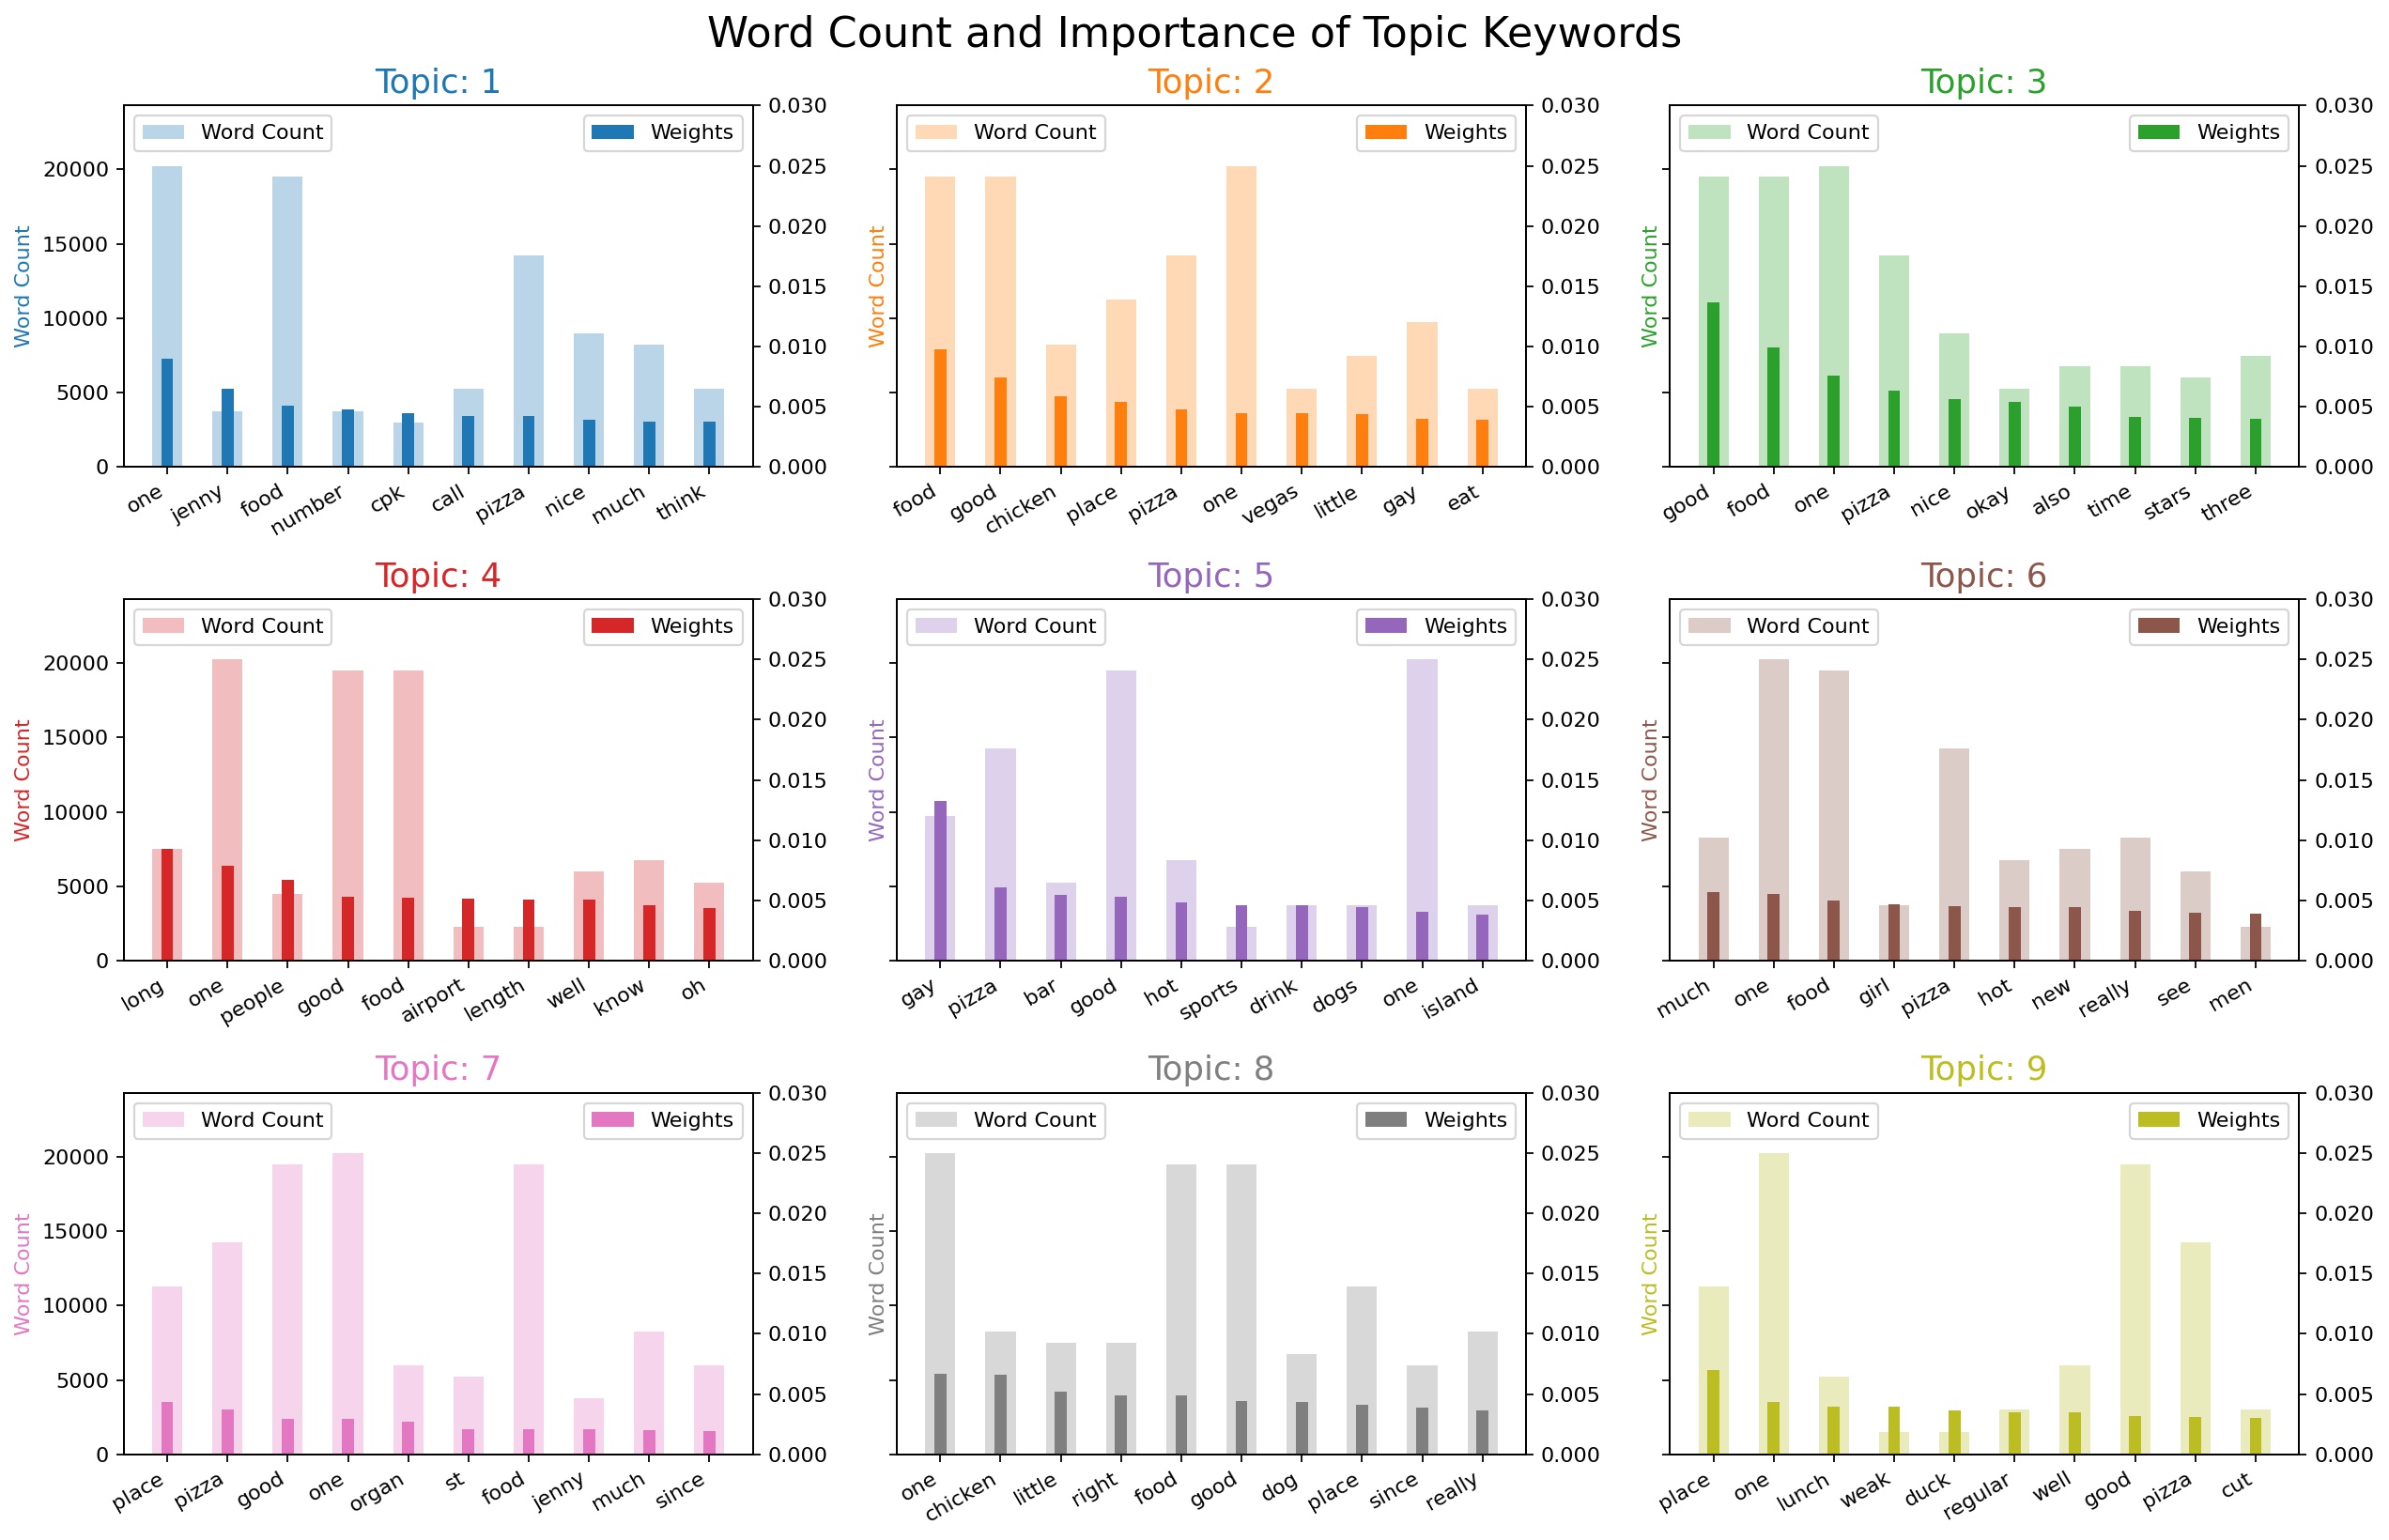 Word Count and Importance of Topic Keywords
Topic: 1
Word Count
Weights
Word Count
20000
15000
10000
5000
0
0.030
0.025
0.020
0.015
0.010
0.005
0.000
one jenny food number cpk call pizza nice much think
Topic: 2
Word Count
Weights
Word Count
0.030
0.025
0.020
0.015
0.010
0.005
0.000
food good chicken place pizza one vegas little gay eat
Topic: 3
Word Count
Weights
Word Count
0.030
0.025
0.020
0.015
0.010
0.005
0.000
good food one pizza nice okay also time stars three
Topic: 4
Word Count
Weights
Word Count
20000
15000
10000
5000
0
0.030
0.025
0.020
0.015
0.010
0.005
0.000
long one people good food airport length well know oh
Topic: 5
Word Count
Weights
Word Count
0.030
0.025
0.020
0.015
0.010
0.005
0.000
gay pizza bar good hot sports drink dogs one island
Topic: 6
Word Count
Weights
Word Count
0.030
0.025
0.020
0.015
0.010
0.005
0.000
much one food girl pizza hot new really see men
Topic: 7
Word Count
Weights
Word Count
20000
15000
10000
5000
0
0.030
0.025
0.020
0.015
0.010
0.005
0.000
place pizza good one organ st food jenny much since
Topic: 8
Word Count
Weights
Word Count
0.030
0.025
0.020
0.015
0.010
0.005
0.000
one chicken little right food good dog place since really
Topic: 9
Word Count
Weights
Word Count
0.030
0.025
0.020
0.015
0.010
0.005
0.000
place one lunch weak duck regular well good pizza cut